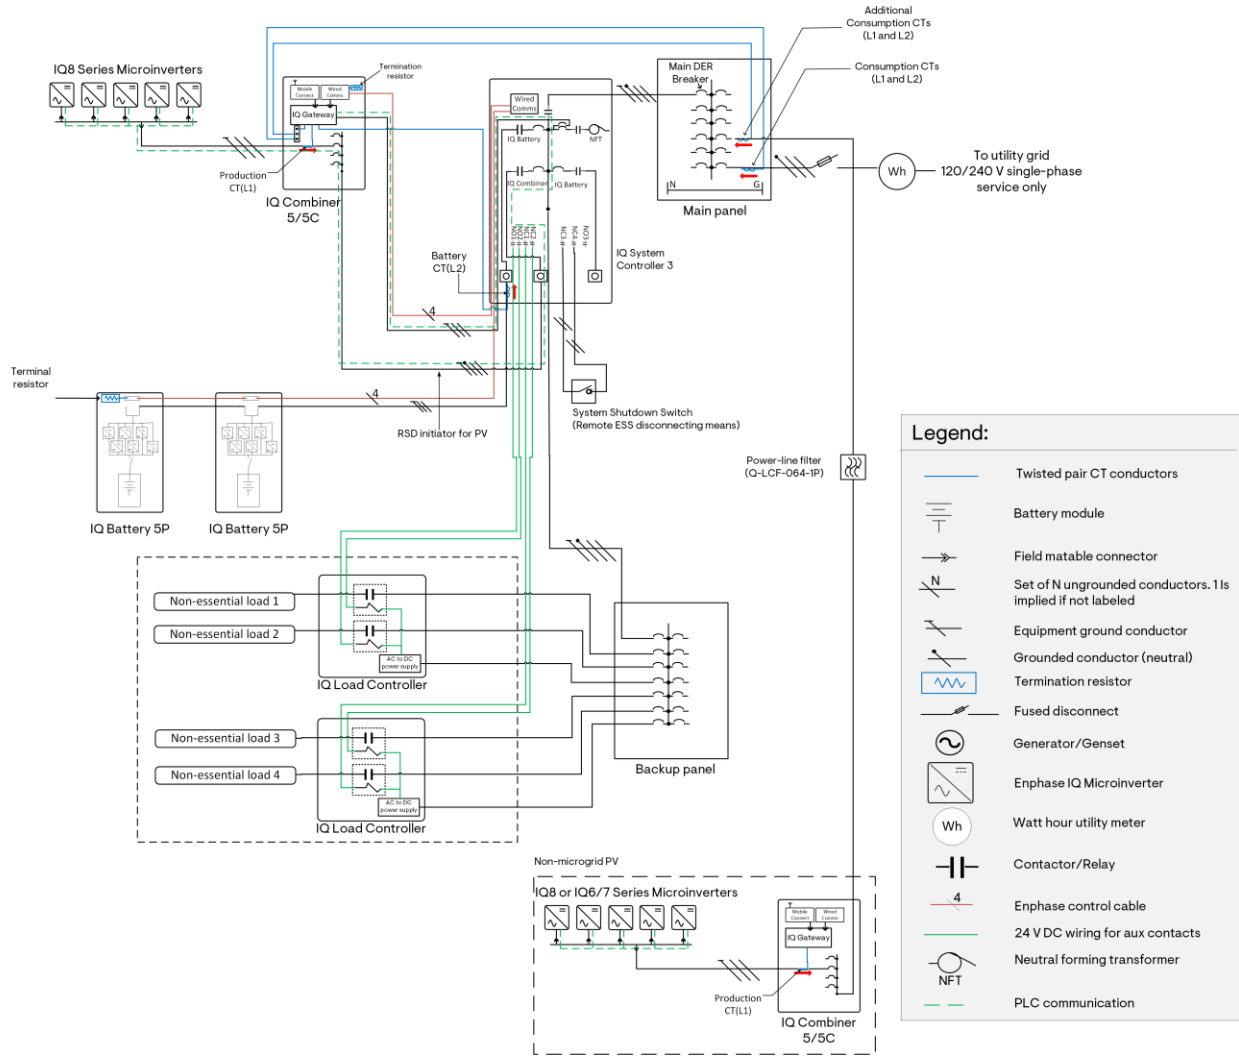 Additional
Consumption CTs
(L1 and L2)
Main DER
Breaker
Consumption CTs
(L1 and L2)
IQ8 Series Microinverters
Termination
resistor
Mobile
Connect
Wired
Comms
IQ Gateway
Production
CT(L1)
IQ Combiner
5/5C
Wired
Comms
IQ Battery
NFT
IQ Combiner
IQ Battery
NO1
NO2
NC1
NC2
NC3
NC4
NO3
IQ System
Controller 3
Battery
CT(L2)
N
G
Main panel
Wh
To utility grid
120/240 V single-phase
service only
4
Terminal
resistor
4
RSD initiator for PV
System Shutdown Switch
(Remote ESS disconnecting means)
IQ Battery 5P
IQ Battery 5P
Power-line filter
(Q-LCF-064-1P)
Non-essential load 1
Non-essential load 2
AC to DC
power supply
IQ Load Controller
Non-essential load 3
Non-essential load 4
AC to DC
power supply
IQ Load Controller
Backup panel
Non-microgrid PV
IQ8 or IQ6/7 Series Microinverters
Mobile
Connect
Wired
Comms
IQ Gateway
Production
CT(L1)
IQ Combiner
5/5C
Legend:
Twisted pair CT conductors
Battery module
Field matable connector
N
Set of N ungrounded conductors. 1 Is
implied if not labeled
Equipment ground conductor
Grounded conductor (neutral)
Termination resistor
Fused disconnect
Generator/Genset
Enphase IQ Microinverter
Wh
Watt hour utility meter
Contactor/Relay
4
Enphase control cable
24 V DC wiring for aux contacts
Neutral forming transformer
NFT
PLC communication